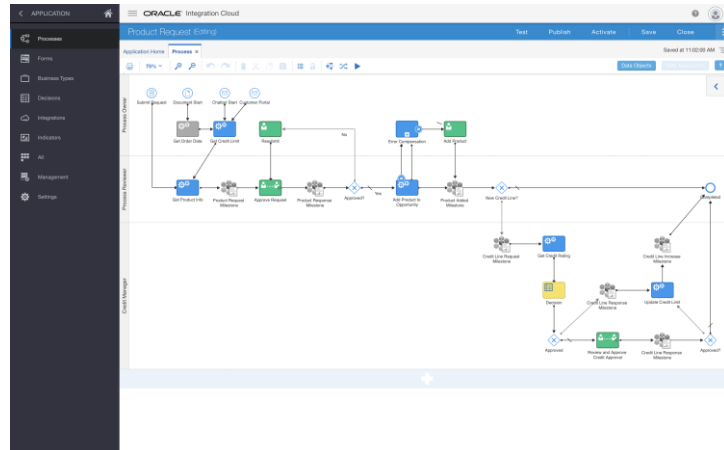 APPLICATION
ORACLE Integration Cloud
Product Request (Editing)
Test
Publish
Activate
Save
Close
Processes
Forms
Business Types
Decisions
Integrations
Indicators
All
Management
Settings
Application Home
Process ×
Saved at 11:02:00 AM
Data Objects
Process Owner
Submit Request
Document Start
Chatbot Start
Customer Portal
Get Order Date
Get Credit Limit
Resubmit
No
Error Compensation
Add Product
Process Reviewer
Get Product Info
Product Request
Milestone
Approve Request
Product Response
Milestone
Approved?
Yes
Add Product to
Opportunity
Product Added
Milestone
New Credit Line?
Completed
Credit Manager
Credit Line Request
Milestone
Get Credit Rating
Credit Line Increase
Milestone
Decision
Credit Line Response
Milestone
Update Credit Limit
Approved
Review and Approve
Credit Approval
Credit Line Response
Milestone
Approved?